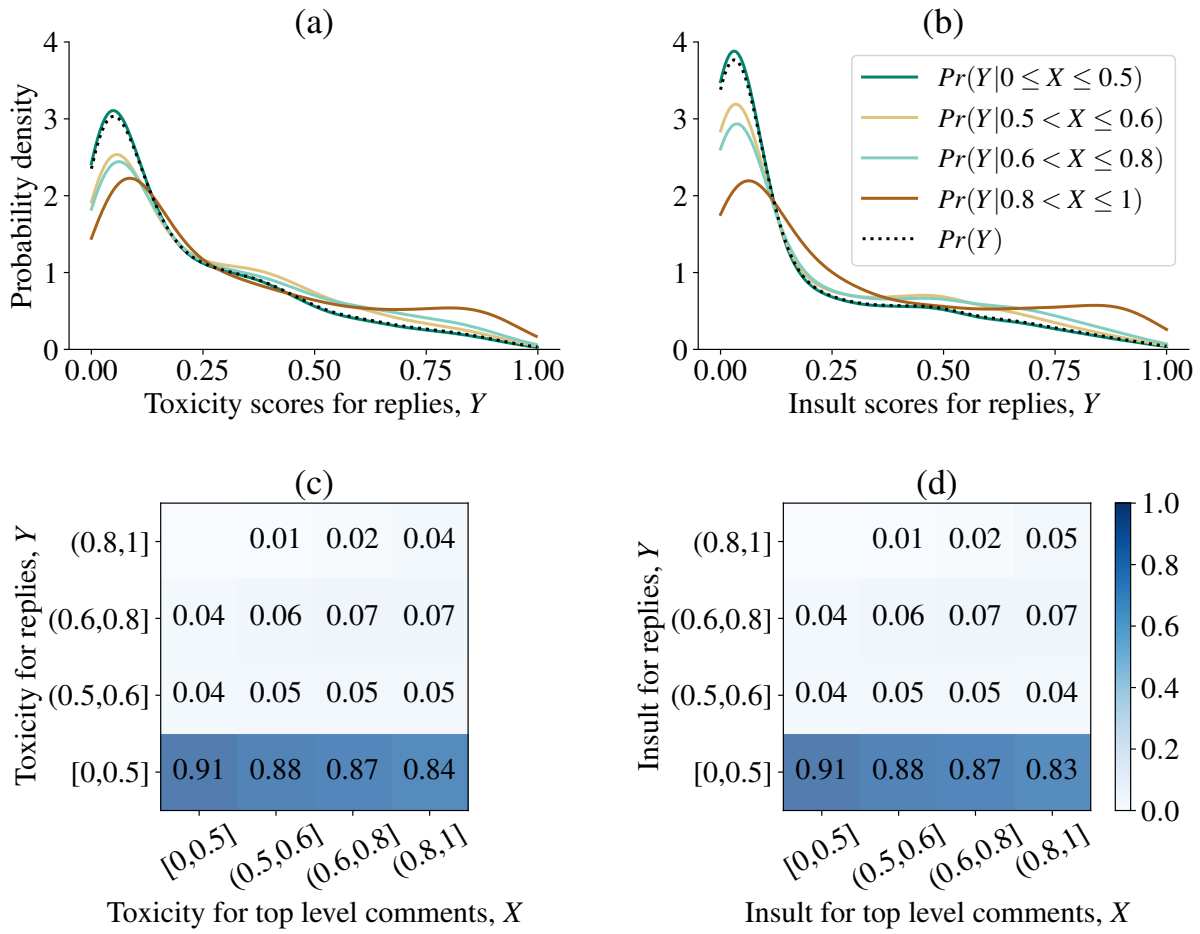 (a)
Probability density
4
3
2
1
0
0.00 0.25 0.50 0.75 1.00
Toxicity scores for replies, Y
(b)
4
3
2
1
0
0.00 0.25 0.50 0.75 1.00
Insult scores for replies, Y
Pr(Y|0 ≤ X ≤ 0.5)
Pr(Y|0.5 < X ≤ 0.6)
Pr(Y|0.6 < X ≤ 0.8)
Pr(Y|0.8 < X ≤ 1)
Pr(Y)
(c)
Toxicity for replies, Y
(0.8,1] 0.01 0.02 0.04
(0.6,0.8] 0.04 0.06 0.07 0.07
(0.5,0.6] 0.04 0.05 0.05 0.05
[0,0.5] 0.91 0.88 0.87 0.84
[0,0.5] (0.5,0.6] (0.6,0.8] (0.8,1]
Toxicity for top level comments, X
(d)
Insult for replies, Y
(0.8,1] 0.01 0.02 0.05
(0.6,0.8] 0.04 0.06 0.07 0.07
(0.5,0.6] 0.04 0.05 0.05 0.04
[0,0.5] 0.91 0.88 0.87 0.83
[0,0.5] (0.5,0.6] (0.6,0.8] (0.8,1]
Insult for top level comments, X
1.0
0.8
0.6
0.4
0.2
0.0